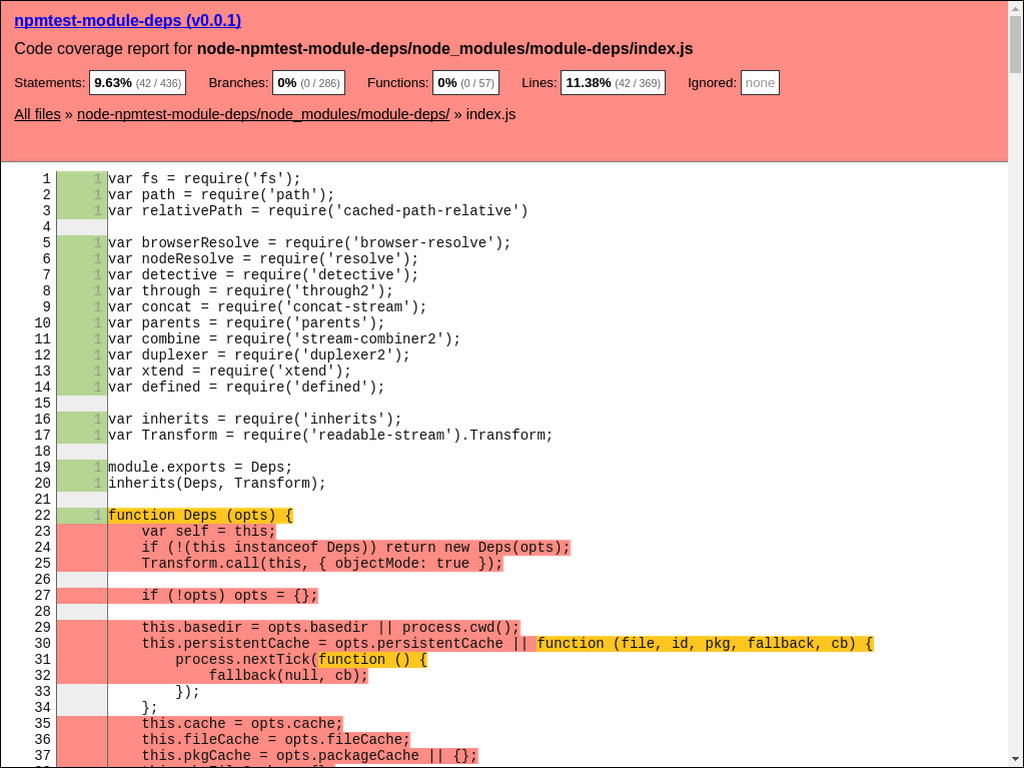 npmtest-module-deps (v0.0.1)
Code coverage report for node-npmtest-module-deps/node_modules/module-deps/index.js
Statements: 9.63% (42 / 436) Branches: 0% (0 / 286) Functions: 0% (0 / 57) Lines: 11.38% (42 / 369) Ignored: none
All files » node-npmtest-module-deps/node_modules/module-deps/ » index.js
1 1 var fs = require('fs');
2 1 var path = require('path');
3 1 var relativePath = require('cached-path-relative')
4
5 1 var browserResolve = require('browser-resolve');
6 1 var nodeResolve = require('resolve');
7 1 var detective = require('detective');
8 1 var through = require('through2');
9 1 var concat = require('concat-stream');
10 1 var parents = require('parents');
11 1 var combine = require('stream-combiner2');
12 1 var duplexer = require('duplexer2');
13 1 var xtend = require('xtend');
14 1 var defined = require('defined');
15
16 1 var inherits = require('inherits');
17 1 var Transform = require('readable-stream').Transform;
18
19 1 module.exports = Deps;
20 1 inherits(Deps, Transform);
21
22 1 function Deps (opts) {
23 var self = this;
24 if (!(this instanceof Deps)) return new Deps(opts);
25 Transform.call(this, { objectMode: true });
26
27 if (!opts) opts = {};
28
29 this.basedir = opts.basedir || process.cwd();
30 this.persistentCache = opts.persistentCache || function (file, id, pkg, fallback, cb) {
31 process.nextTick(function () {
32 fallback(null, cb);
33 });
34 };
35 this.cache = opts.cache;
36 this.fileCache = opts.fileCache;
37 this.pkgCache = opts.packageCache || {};